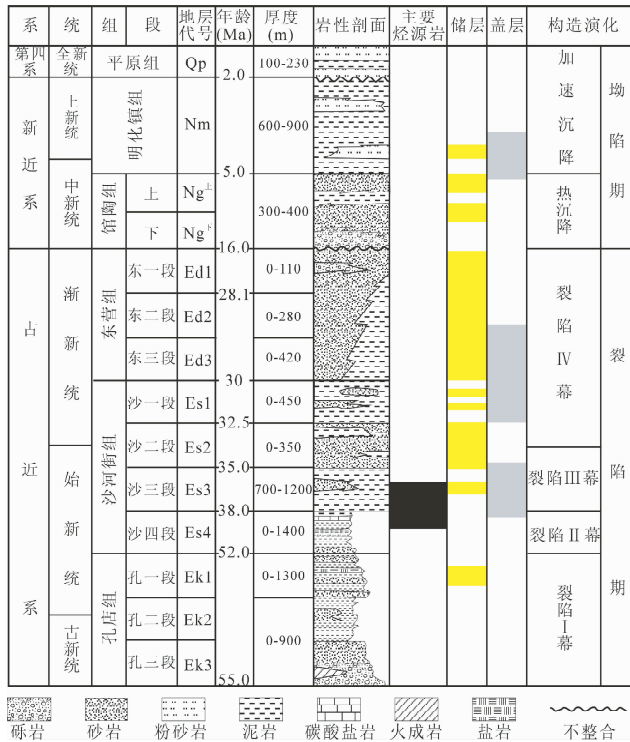 系 统 组 段 地层代号 年龄(Ma) 厚度(m) 岩性剖面 主要烃源岩 储层 盖层 构造演化
第四系 全新统 平原组 Qp 100-230
2.0
新近系 上新统 明化镇组 Nm 600-900 加速沉降 坳陷期
5.0
中新统 馆陶组 上 Ng上 300-400 热沉降
下 Ng下
16.0
古近系 渐新统 东营组 东一段 Ed1 0-110 裂陷Ⅳ幕 裂陷期
28.1
东二段 Ed2 0-280
东三段 Ed3 0-420
30
沙河街组 沙一段 Es1 0-450
32.5
沙二段 Es2 0-350
35.0
始新统 沙三段 Es3 700-1200 裂陷Ⅲ幕
38.0
沙四段 Es4 0-1400 裂陷Ⅱ幕
52.0
孔店组 孔一段 Ek1 0-1300 裂陷Ⅰ幕
孔二段 Ek2 0-900
古新统 孔三段 Ek3
55.0
砾岩 砂岩 粉砂岩 泥岩 碳酸盐岩 火成岩 盐岩 不整合